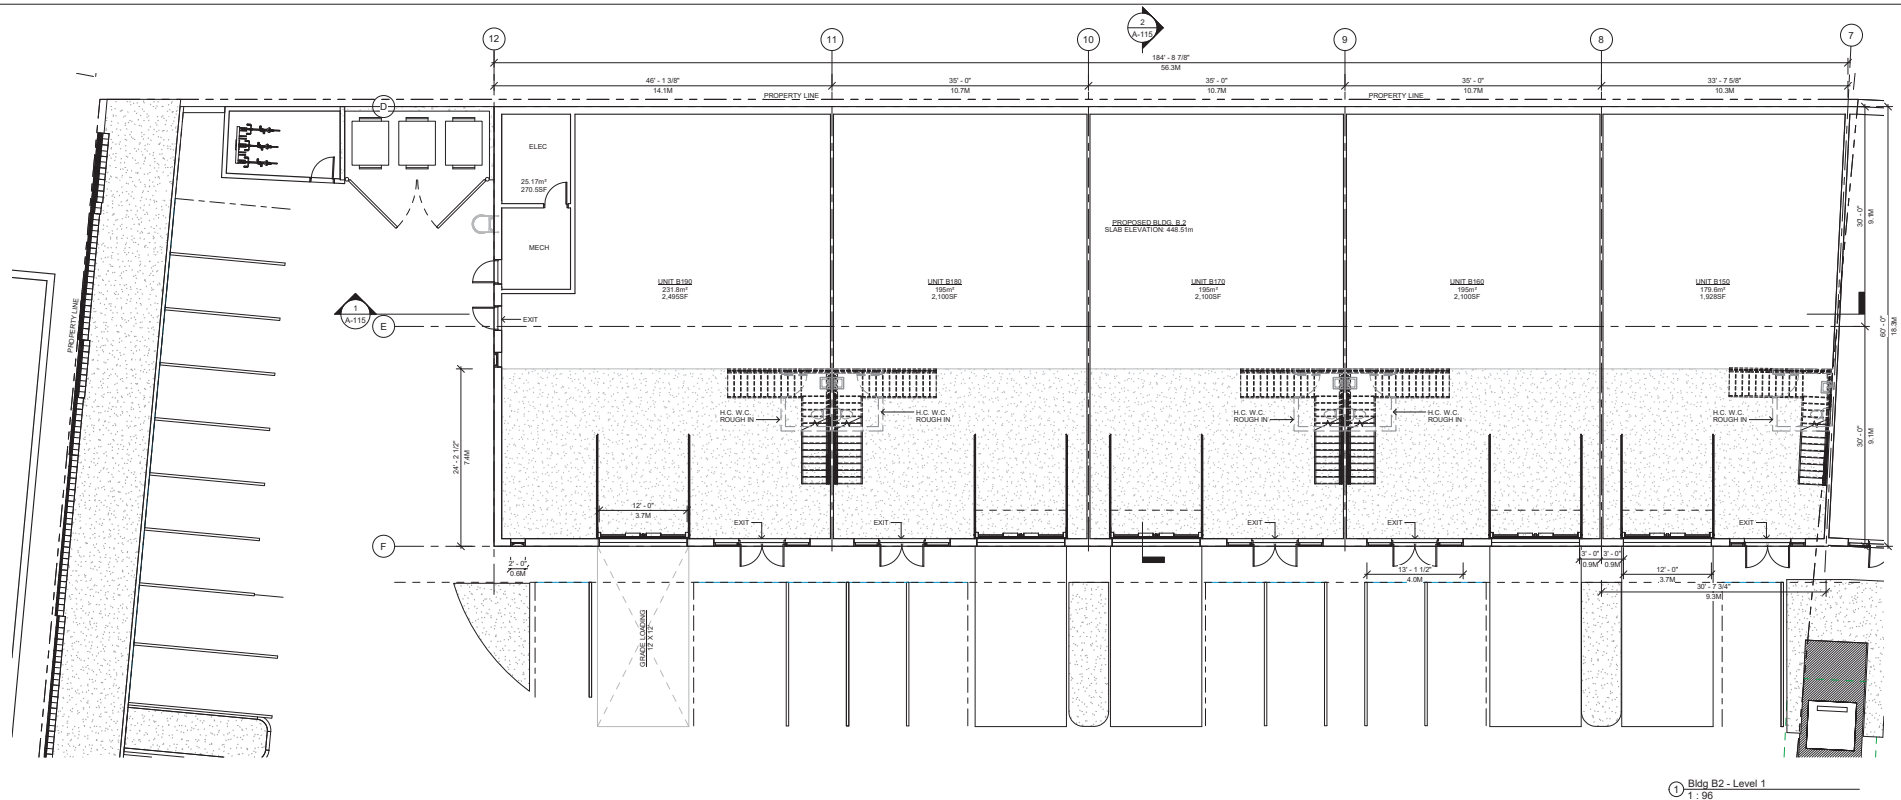 2
A-115
12
11
10
9
8
7
184' - 8 7/8"
56.3M
46' - 1 3/8"
14.1M
35' - 0"
10.7M
35' - 0"
10.7M
35' - 0"
10.7M
33' - 7 5/8"
10.3M
PROPERTY LINE
PROPERTY LINE
D
ELEC
25.17m²
270.5SF
MECH
PROPOSED BLDG. B.2
SLAB ELEVATION: 448.51m
30' - 0"
9.1M
UNIT B190
231.8m²
2,495SF
UNIT B180
195m²
2,100SF
UNIT B170
195m²
2,100SF
UNIT B160
195m²
2,100SF
UNIT B150
179.6m²
1,928SF
1
A-115
E
EXIT
PROPERTY LINE
60' - 0"
18.3M
H.C. W.C.
ROUGH IN
H.C. W.C.
ROUGH IN
H.C. W.C.
ROUGH IN
H.C. W.C.
ROUGH IN
H.C. W.C.
ROUGH IN
24' - 2 1/2"
7.4M
30' - 0"
9.1M
12' - 0"
3.7M
EXIT
EXIT
EXIT
EXIT
EXIT
F
2' - 0"
0.6M
13' - 1 1/2"
4.0M
3' - 0"
0.9M
3' - 0"
0.9M
12' - 0"
3.7M
30' - 7 3/4"
9.3M
GRADE LOADING
12' X 12'
1
Bldg B2 - Level 1
1 : 96